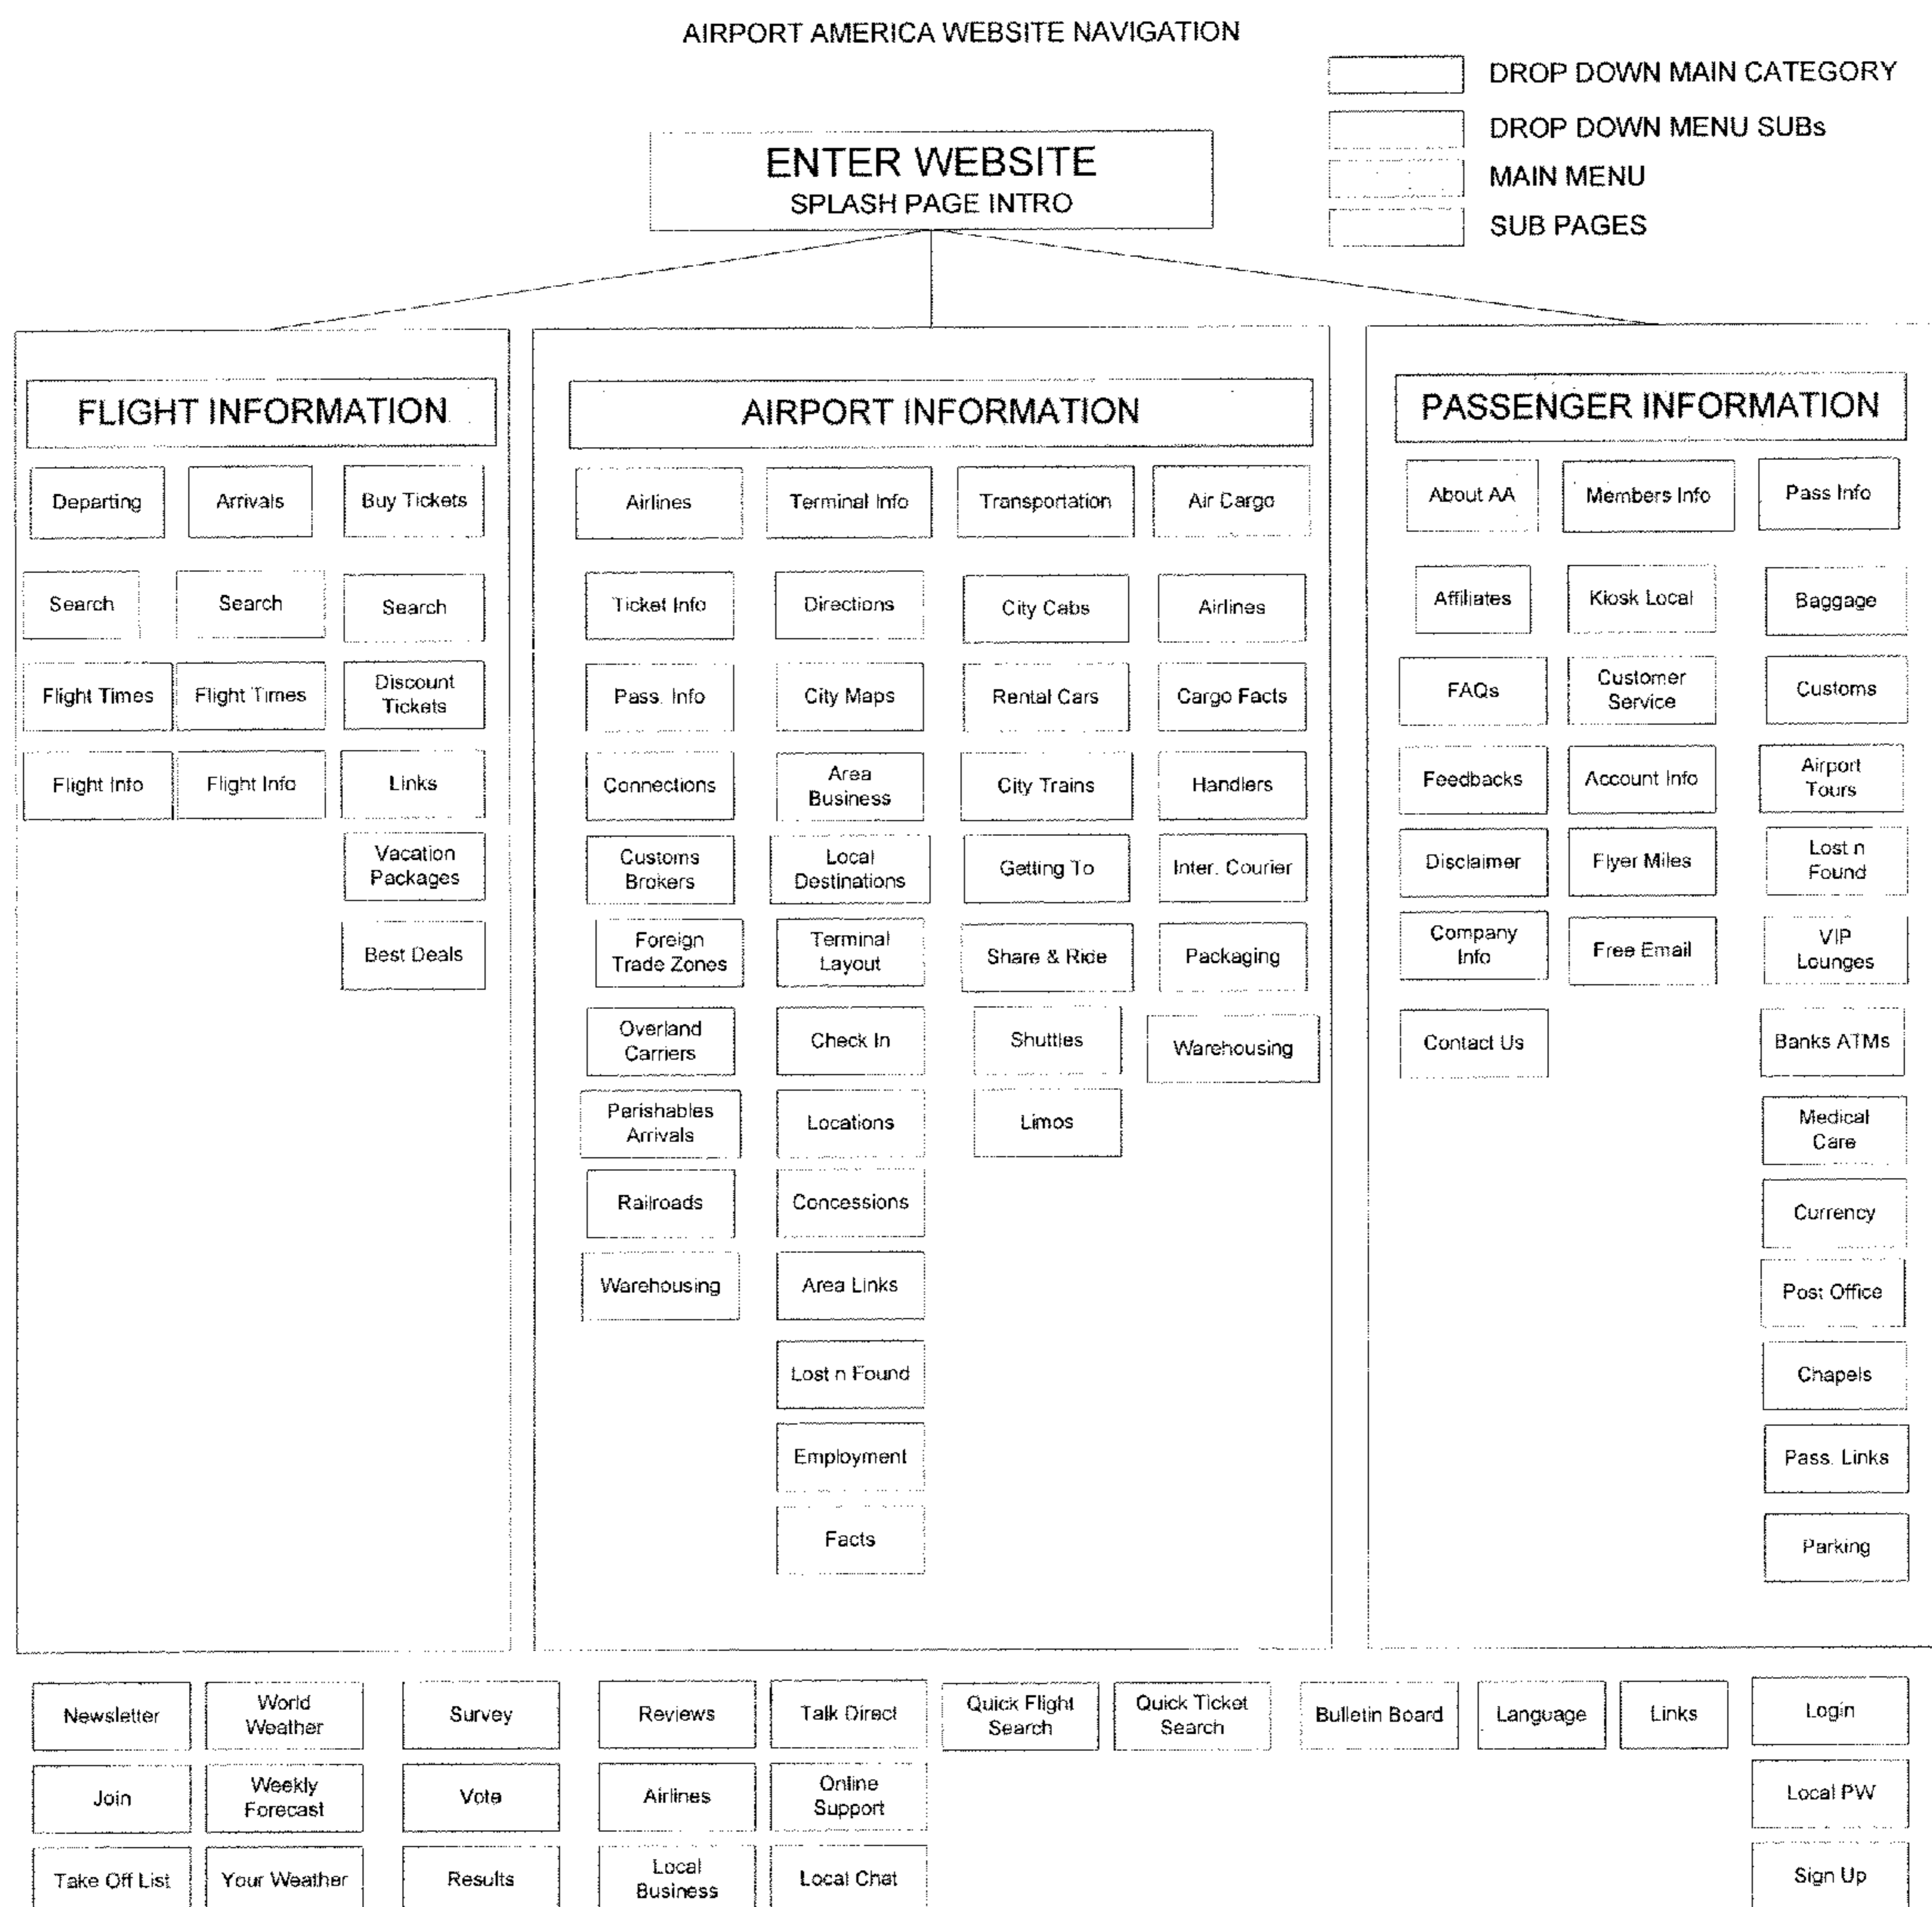 AIRPORT AMERICA WEBSITE NAVIGATION
DROP DOWN MAIN CATEGORY
DROP DOWN MENU SUBs
MAIN MENU
SUB PAGES
ENTER WEBSITE
SPLASH PAGE INTRO
FLIGHT INFORMATION
Departing
Arrivals
Buy Tickets
Search
Search
Search
Flight Times
Flight Times
Discount
Tickets
Flight Info
Flight Info
Links
Vacation
Packages
Best Deals
AIRPORT INFORMATION
Airlines
Terminal Info
Transportation
Air Cargo
Ticket Info
Directions
City Cabs
Airlines
Pass. Info
City Maps
Rental Cars
Cargo Facts
Connections
Area
Business
City Trains
Handlers
Customs
Brokers
Local
Destinations
Getting To
Inter. Courier
Foreign
Trade Zones
Terminal
Layout
Share & Ride
Packaging
Overland
Carriers
Check In
Shuttles
Warehousing
Perishables
Arrivals
Locations
Limos
Railroads
Concessions
Warehousing
Area Links
Lost n Found
Employment
Facts
PASSENGER INFORMATION
About AA
Members Info
Pass Info
Affiliates
Kiosk Local
Baggage
FAQs
Customer
Service
Customs
Feedbacks
Account Info
Airport
Tours
Disclaimer
Flyer Miles
Lost n
Found
Company
Info
Free Email
VIP
Lounges
Contact Us
Banks ATMs
Medical
Care
Currency
Post Office
Chapels
Pass. Links
Parking
Newsletter
World
Weather
Survey
Reviews
Talk Direct
Quick Flight
Search
Quick Ticket
Search
Bulletin Board
Language
Links
Login
Join
Weekly
Forecast
Vote
Airlines
Online
Support
Local PW
Take Off List
Your Weather
Results
Local
Business
Local Chat
Sign Up